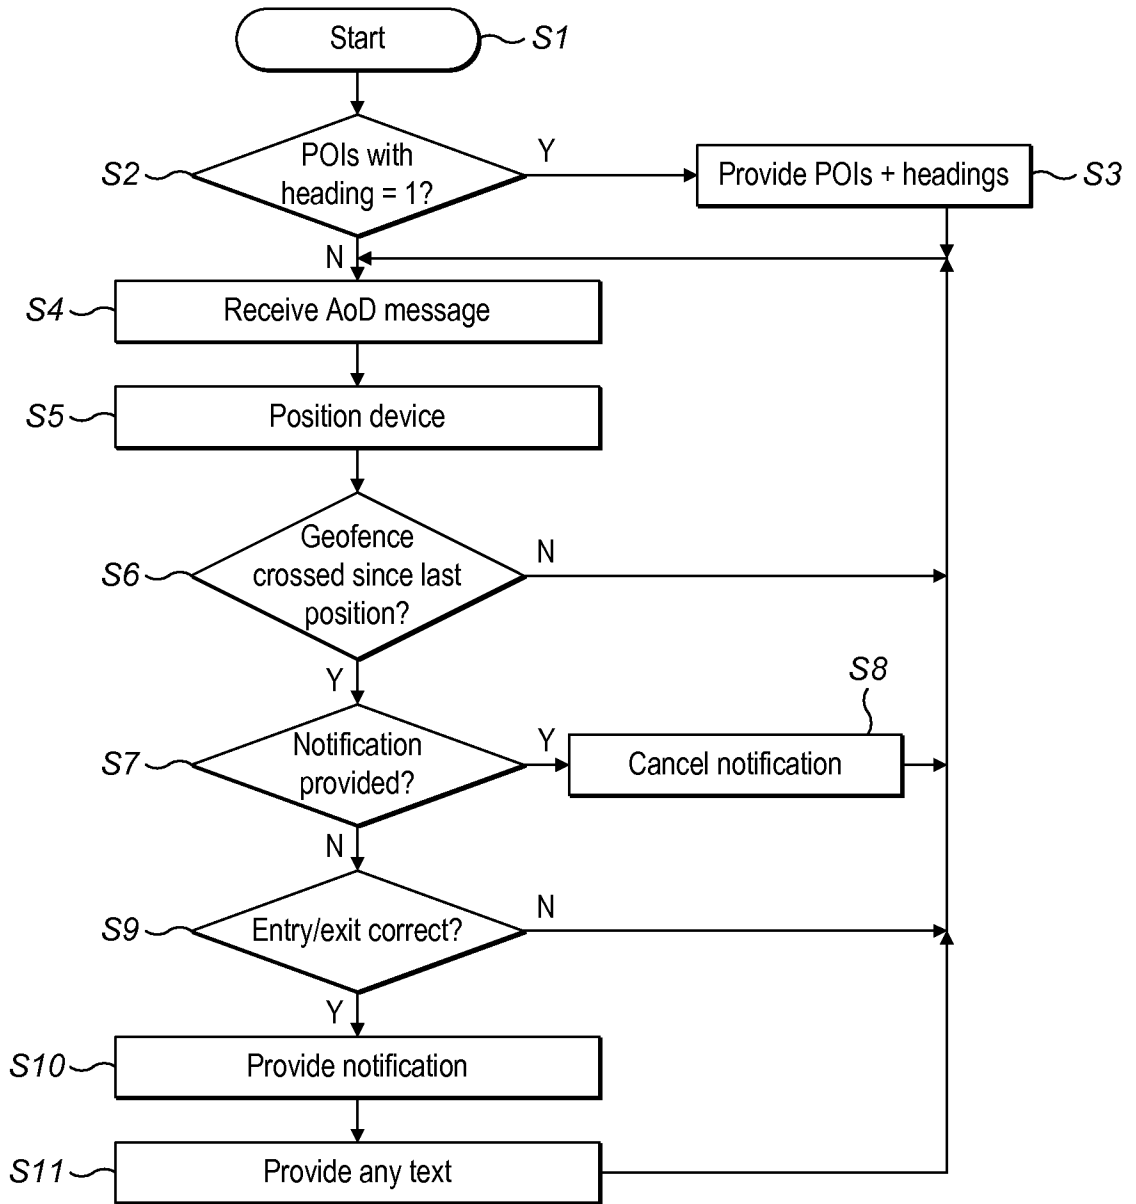 Start
S1
POIs with
heading = 1?
S2
Y
Provide POIs + headings
S3
N
S4
Receive AoD message
S5
Position device
S6
Geofence
crossed since last
position?
N
Y
S8
S7
Notification
provided?
Y
Cancel notification
N
S9
Entry/exit correct?
N
Y
S10
Provide notification
S11
Provide any text